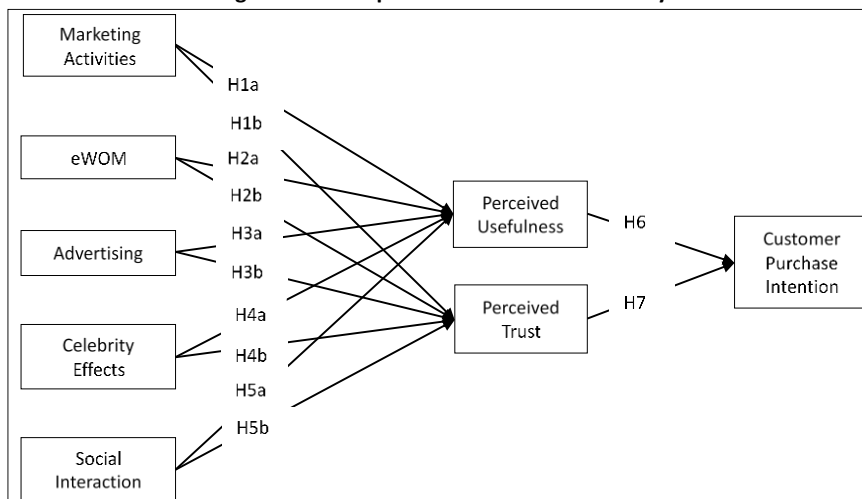 Marketing
Activities
H1a
H1b
eWOM
H2a
H2b
Perceived
Usefulness
H6
Advertising
H3a
H3b
Customer
Purchase
Intention
Perceived
Trust
H7
H4a
Celebrity
Effects
H4b
H5a
H5b
Social
Interaction